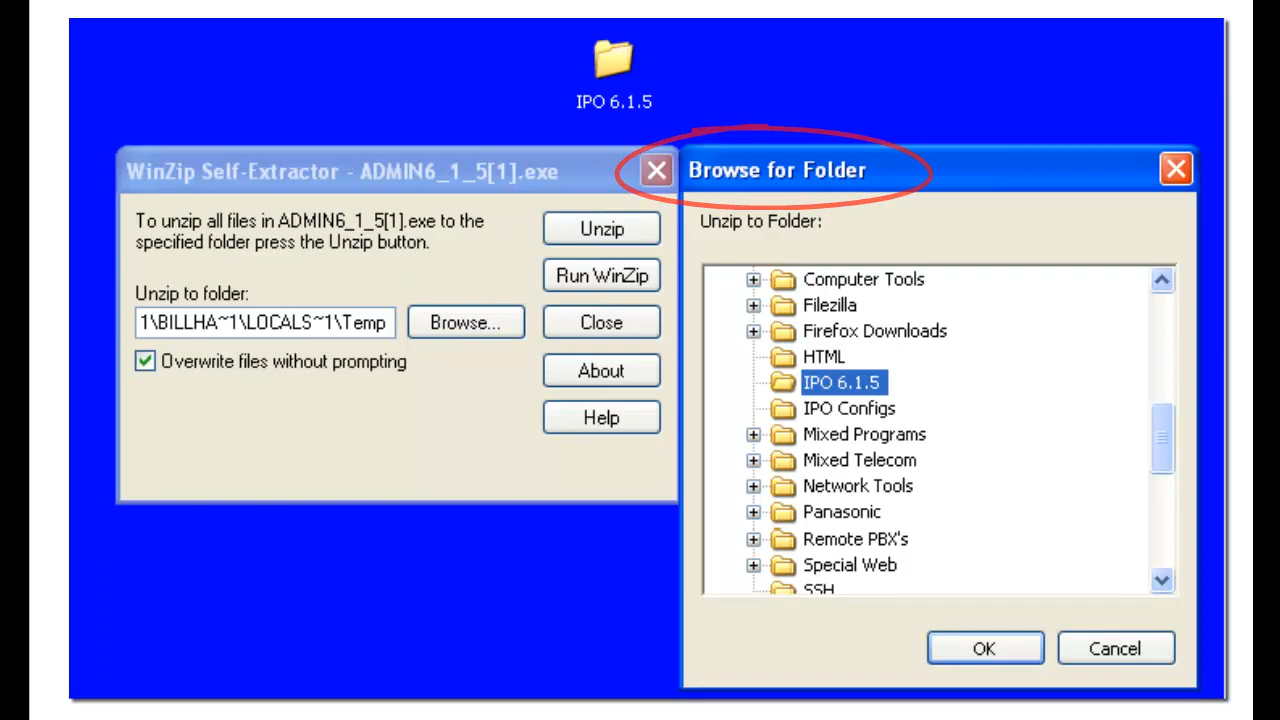 IPO 6.1.5
WinZip Self-Extractor - ADMIN6_1_5[1].exe
To unzip all files in ADMIN6_1_5[1].exe to the
specified folder press the Unzip button.
Unzip to folder:
1\BILLHA~1\LOCALS~1\Temp
Browse...
Overwrite files without prompting
Unzip
Run WinZip
Close
About
Help
Browse for Folder
Unzip to Folder:
Computer Tools
Filezilla
Firefox Downloads
HTML
IPO 6.1.5
IPO Configs
Mixed Programs
Mixed Telecom
Network Tools
Panasonic
Remote PBX's
Special Web
SSH
OK
Cancel